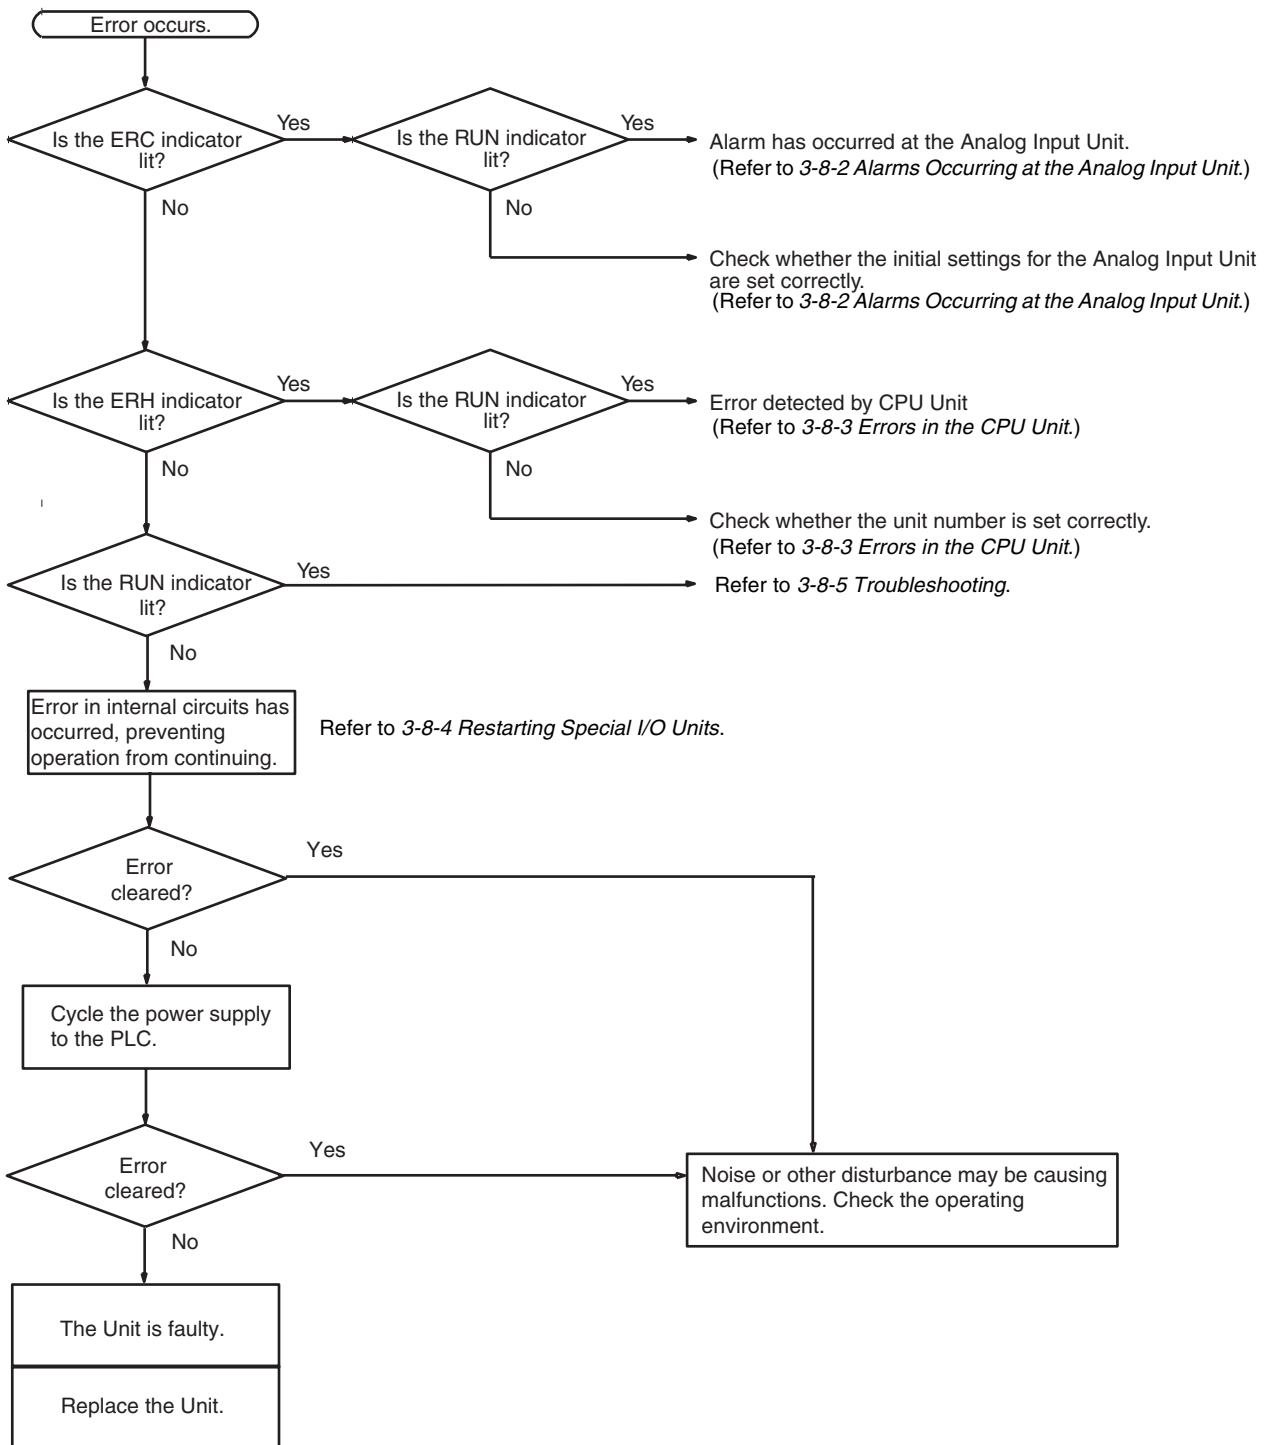 Error occurs.
Is the ERC indicator
lit?
Yes
Is the RUN indicator
lit?
Yes
Alarm has occurred at the Analog Input Unit.
(Refer to 3-8-2 Alarms Occurring at the Analog Input Unit.)
No
No
Check whether the initial settings for the Analog Input Unit
are set correctly.
(Refer to 3-8-2 Alarms Occurring at the Analog Input Unit.)
Is the ERH indicator
lit?
Yes
Is the RUN indicator
lit?
Yes
Error detected by CPU Unit
(Refer to 3-8-3 Errors in the CPU Unit.)
No
No
Check whether the unit number is set correctly.
(Refer to 3-8-3 Errors in the CPU Unit.)
Is the RUN indicator
lit?
Yes
Refer to 3-8-5 Troubleshooting.
No
Error in internal circuits has
occurred, preventing
operation from continuing.
Refer to 3-8-4 Restarting Special I/O Units.
Error
cleared?
Yes
No
Cycle the power supply
to the PLC.
Error
cleared?
Yes
Noise or other disturbance may be causing
malfunctions. Check the operating
environment.
No
The Unit is faulty.
Replace the Unit.